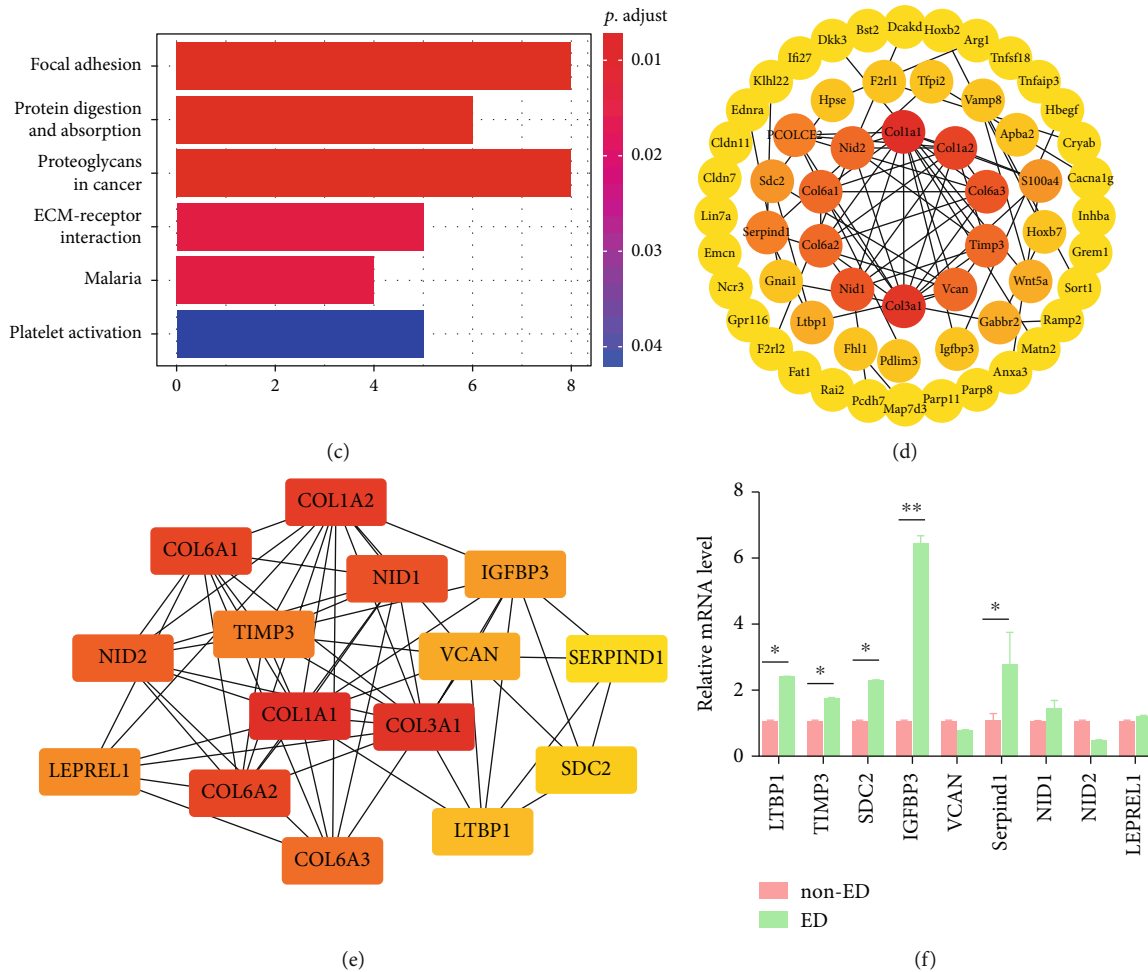 p. adjust
Focal adhesion
Protein digestion
and absorption
Proteoglycans
in cancer
ECM-receptor
interaction
Malaria
Platelet activation
0 2 4 6 8
0.01
0.02
0.03
0.04
(c)
Dcakd
Bst2
Hoxb2
Dkk3
Arg1
Ifi27
Tnfsf18
Klhl22
Tnfaip3
Ednra
Hbegf
Cldn11
Cryab
Cldn7
Cacna1g
Lin7a
Inhba
Emcn
Grem1
Ncr3
Sort1
Gpr116
Ramp2
F2rl2
Matn2
Fat1
Anxa3
Rai2
Parp8
Pcdh7
Parp11
Map7d3
F2rl1
Tfpi2
Hpse
Vamp8
PCOLCE2
Apba2
Sdc2
S100a4
Serpind1
Hoxb7
Gnai1
Wnt5a
Ltbp1
Gabbr2
Fhl1
Pdlim3
Igfbp3
Col1a1
Nid2
Col1a2
Col6a1
Col6a3
Col6a2
Timp3
Nid1
Vcan
Col3a1
(d)
COL1A2
COL6A1
NID1
IGFBP3
TIMP3
NID2
VCAN
SERPIND1
COL1A1
COL3A1
LEPREL1
COL6A2
SDC2
LTBP1
COL6A3
(e)
Relative mRNA level
8
6
4
2
0
*
*
*
**
*
LTBP1
TIMP3
SDC2
IGFBP3
VCAN
Serpind1
NID1
NID2
LEPREL1
non-ED
ED
(f)